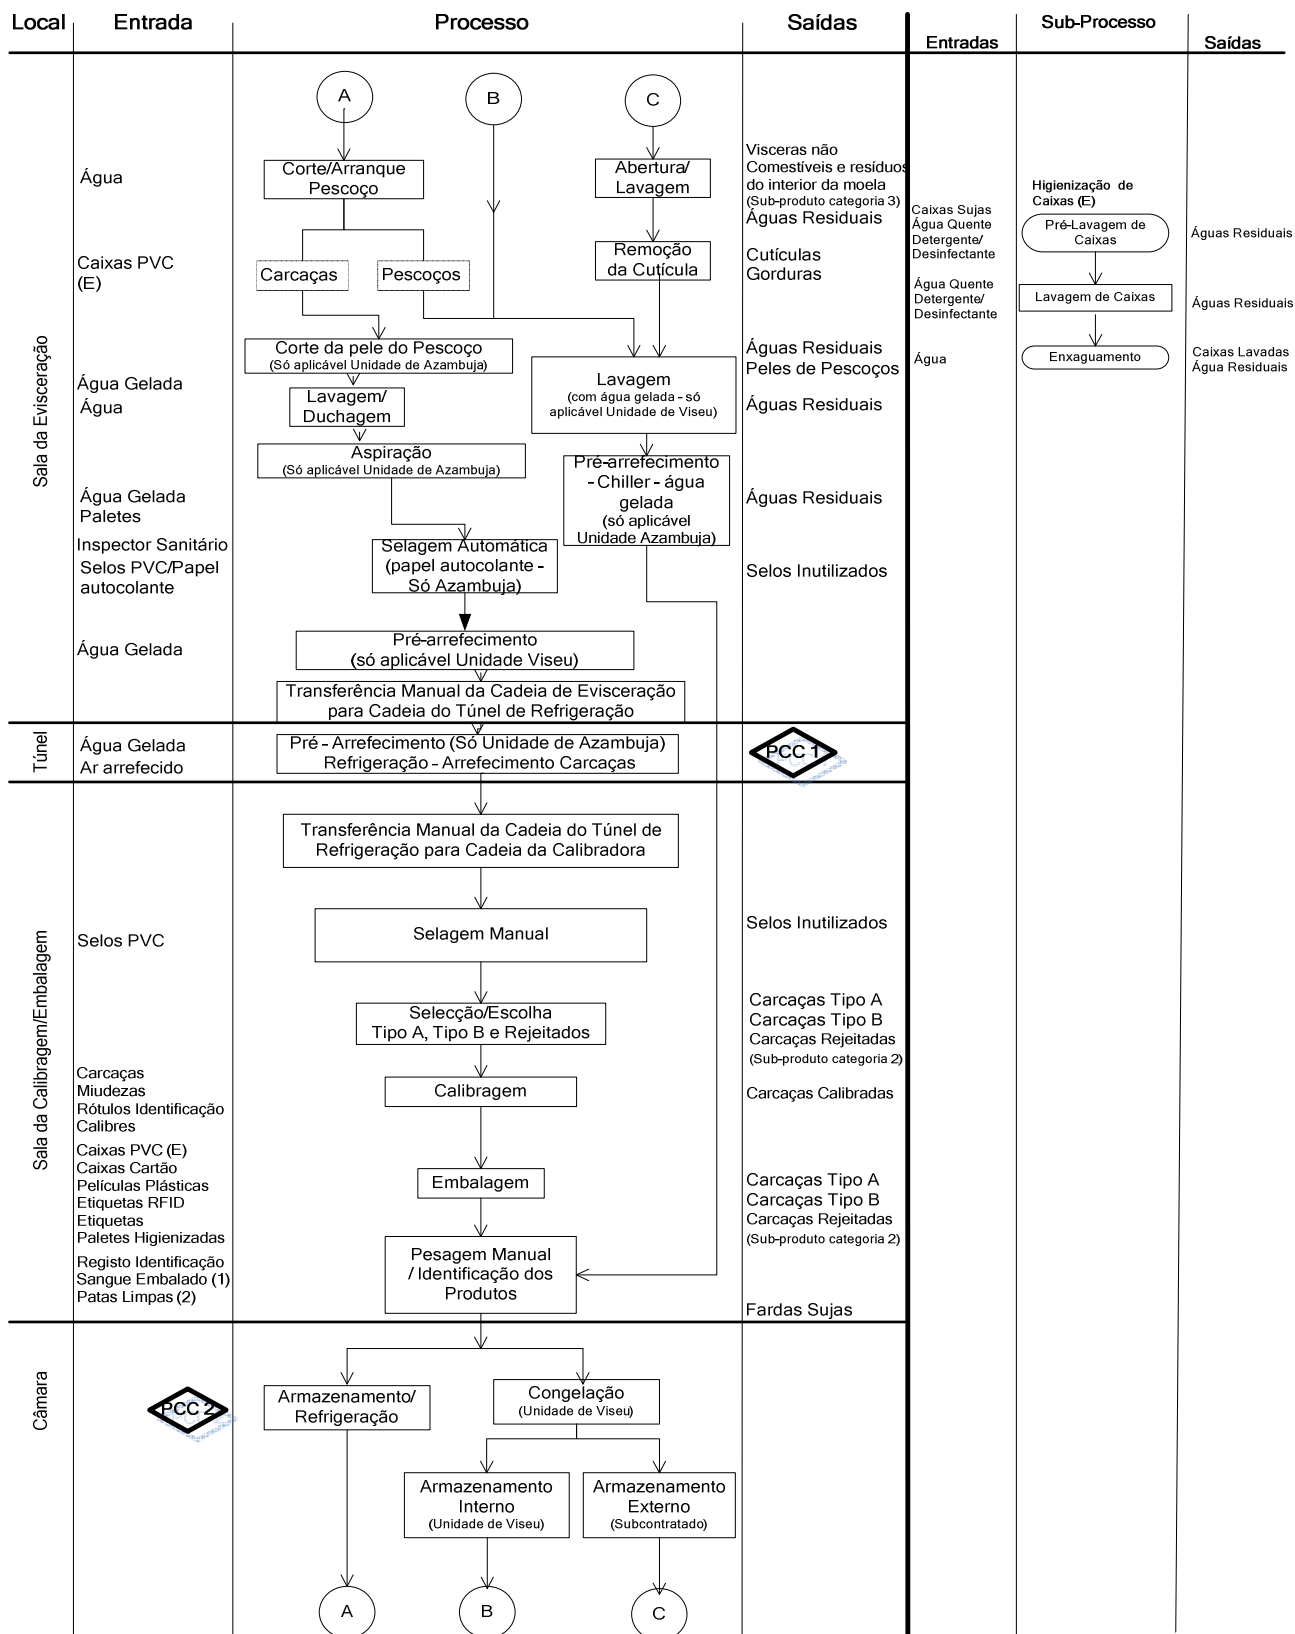 Local
Entrada
Processo
Saídas
Entradas
Sub-Processo
Saídas
Sala da Evisceração
A
B
C
Água
Corte/Arranque
Pescoço
Abertura/
Lavagem
Visceras não
Comestíveis e resíduos
do interior da moela
(Sub-produto categoria 3)
Águas Residuais
Caixas PVC
(E)
Carcaças
Pescoços
Remoção
da Cutícula
Cutículas
Gorduras
Corte da pele do Pescoço
(Só aplicável Unidade de Azambuja)
Águas Residuais
Peles de Pescoços
Água Gelada
Água
Lavagem/
Duchagem
Lavagem
(com água gelada - só
aplicável Unidade de Viseu)
Águas Residuais
Aspiração
(Só aplicável Unidade de Azambuja)
Pré-arrefecimento
- Chiller - água
gelada
(só aplicável
Unidade Azambuja)
Água Gelada
Paletes
Águas Residuais
Inspector Sanitário
Selos PVC/Papel
autocolante
Selagem Automática
(papel autocolante -
Só Azambuja)
Selos Inutilizados
Água Gelada
Pré-arrefecimento
(só aplicável Unidade Viseu)
Transferência Manual da Cadeia de Evisceração
para Cadeia do Túnel de Refrigeração
Túnel
Água Gelada
Ar arrefecido
Pré - Arrefecimento (Só Unidade de Azambuja)
Refrigeração - Arrefecimento Carcaças
PCC 1
Sala da Calibragem/Embalagem
Transferência Manual da Cadeia do Túnel de
Refrigeração para Cadeia da Calibradora
Selos PVC
Selagem Manual
Selos Inutilizados
Selecção/Escolha
Tipo A, Tipo B e Rejeitados
Carcaças Tipo A
Carcaças Tipo B
Carcaças Rejeitadas
(Sub-produto categoria 2)
Carcaças
Miudezas
Rótulos Identificação
Calibres
Calibragem
Carcaças Calibradas
Caixas PVC (E)
Caixas Cartão
Películas Plásticas
Etiquetas RFID
Etiquetas
Paletes Higienizadas
Embalagem
Carcaças Tipo A
Carcaças Tipo B
Carcaças Rejeitadas
(Sub-produto categoria 2)
Registo Identificação
Sangue Embalado (1)
Patas Limpas (2)
Pesagem Manual
/ Identificação dos
Produtos
Fardas Sujas
Câmara
PCC 2
Armazenamento/
Refrigeração
Congelação
(Unidade de Viseu)
Armazenamento
Interno
(Unidade de Viseu)
Armazenamento
Externo
(Subcontratado)
A
B
C
Higienização de
Caixas (E)
Caixas Sujas
Água Quente
Detergente/
Desinfectante
Pré-Lavagem de
Caixas
Águas Residuais
Água Quente
Detergente/
Desinfectante
Lavagem de Caixas
Águas Residuais
Água
Enxaguamento
Caixas Lavadas
Água Residuais